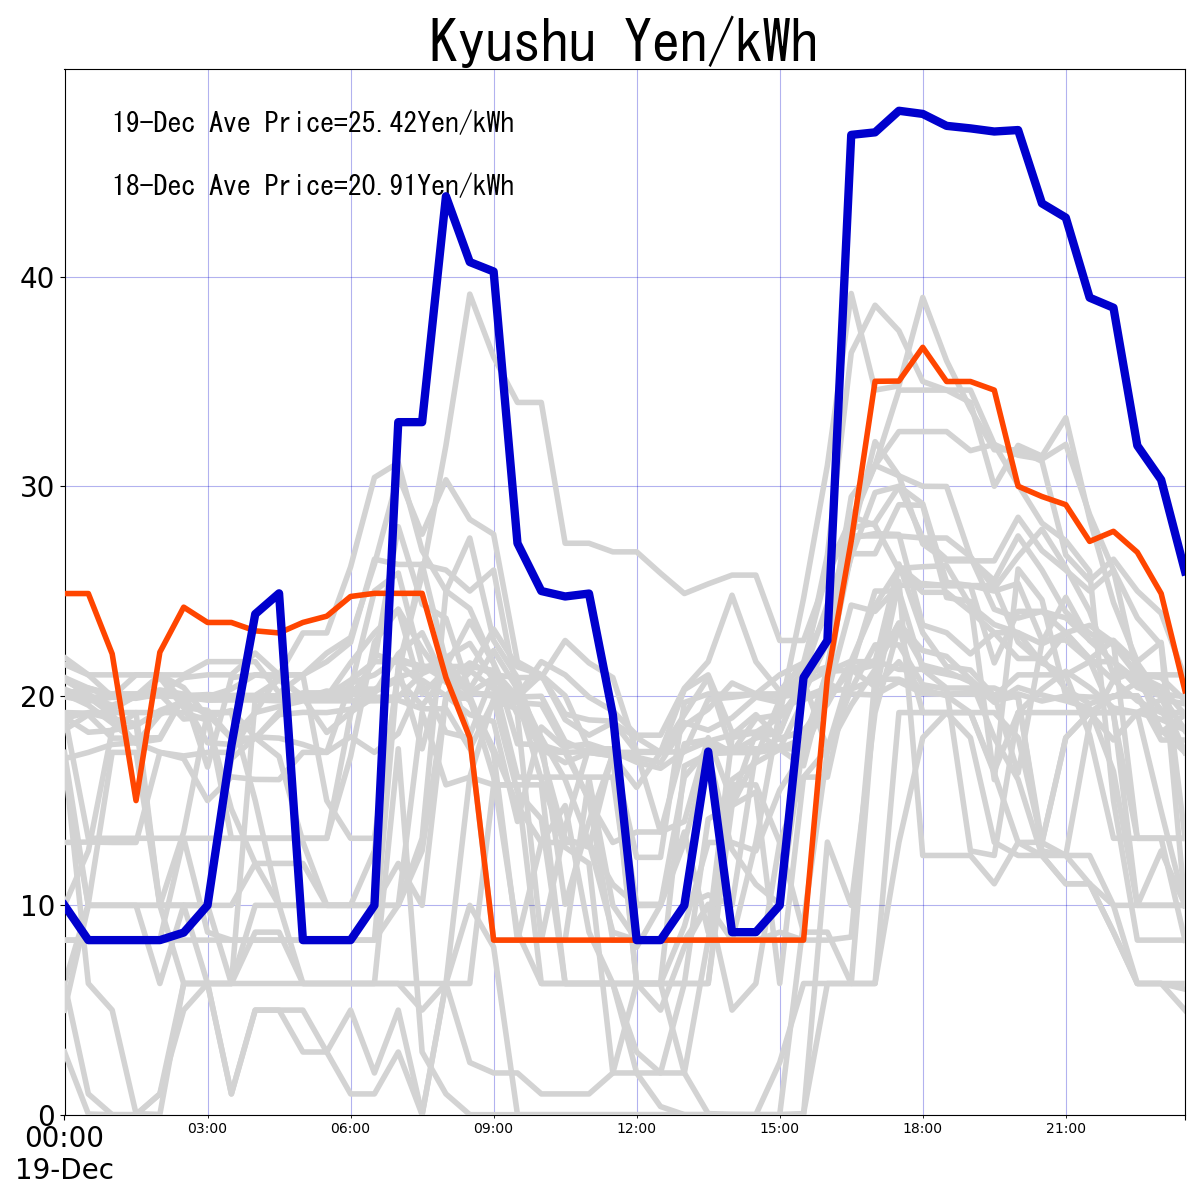 Kyushu Yen/kWh
19-Dec Ave Price=25.42Yen/kWh
18-Dec Ave Price=20.91Yen/kWh
40
30
20
10
0
00:00 03:00 06:00 09:00 12:00 15:00 18:00 21:00
19-Dec